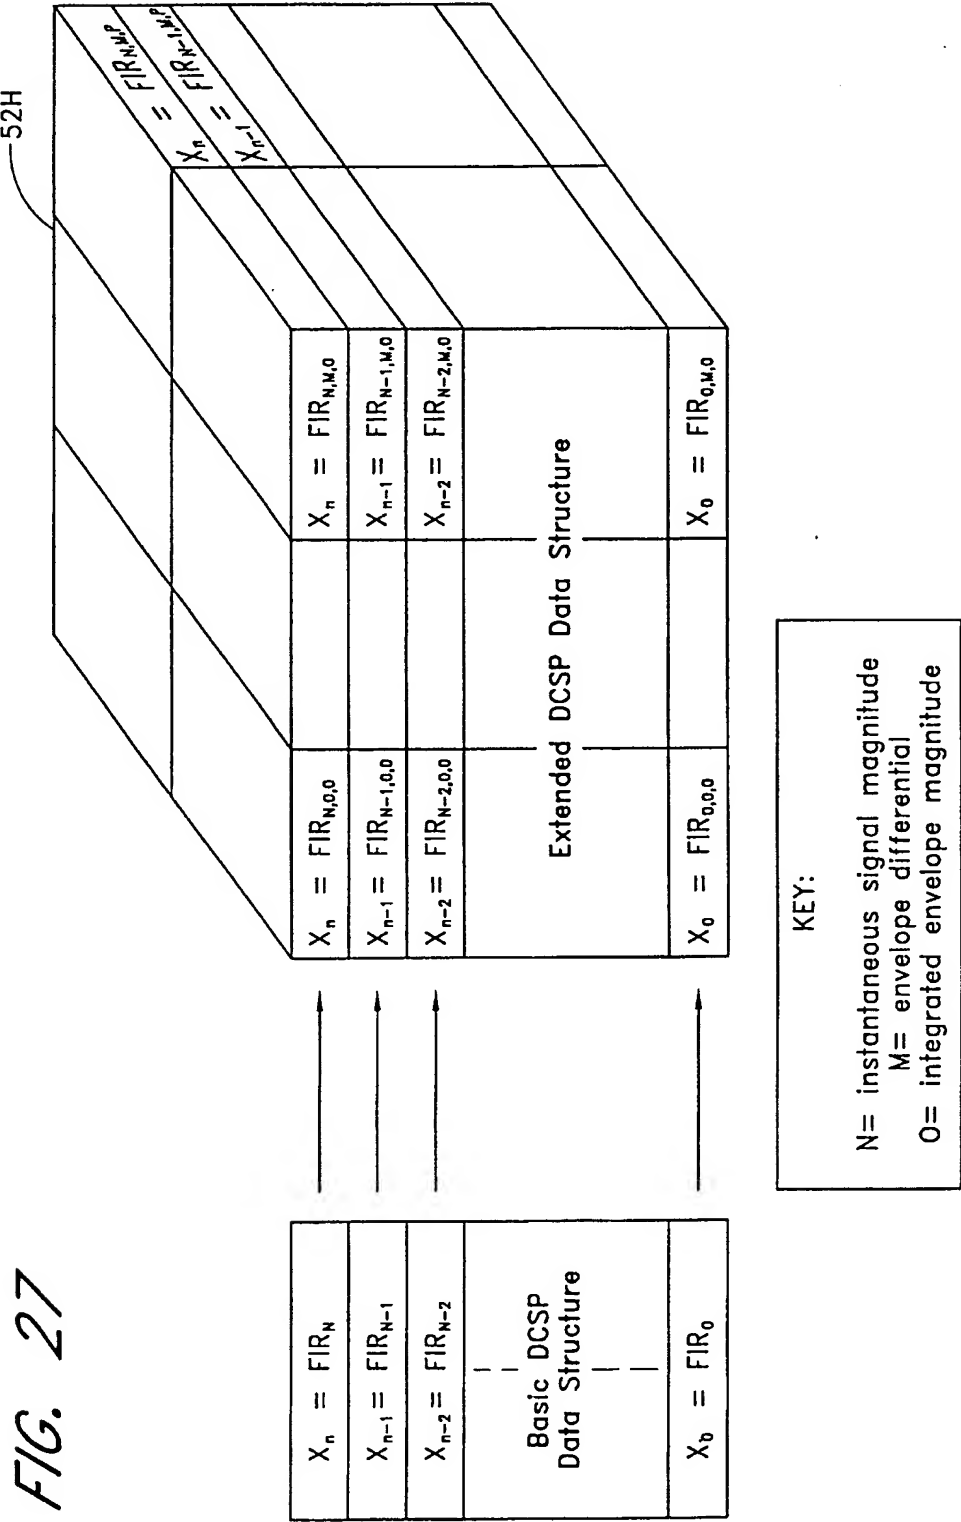 FIG. 27
52H
Xn = FIRN
Xn-1 = FIRN-1
Xn-2 = FIRN-2
Basic DCSP
Data Structure
Xb = FIR0
Xn = FIRN,0,0
Xn-1 = FIRN-1,0,0
Xn-2 = FIRN-2,0,0
Xn = FIRN,M,0
Xn-1 = FIRN-1,M,0
Xn-2 = FIRN-2,M,0
Xn = FIRN,M,P
Xn-1 = FIRN-1,M,P
Extended DCSP Data Structure
X0 = FIR0,0,0
X0 = FIR0,M,0
KEY:
N= instantaneous signal magnitude
M= envelope differential
O= integrated envelope magnitude